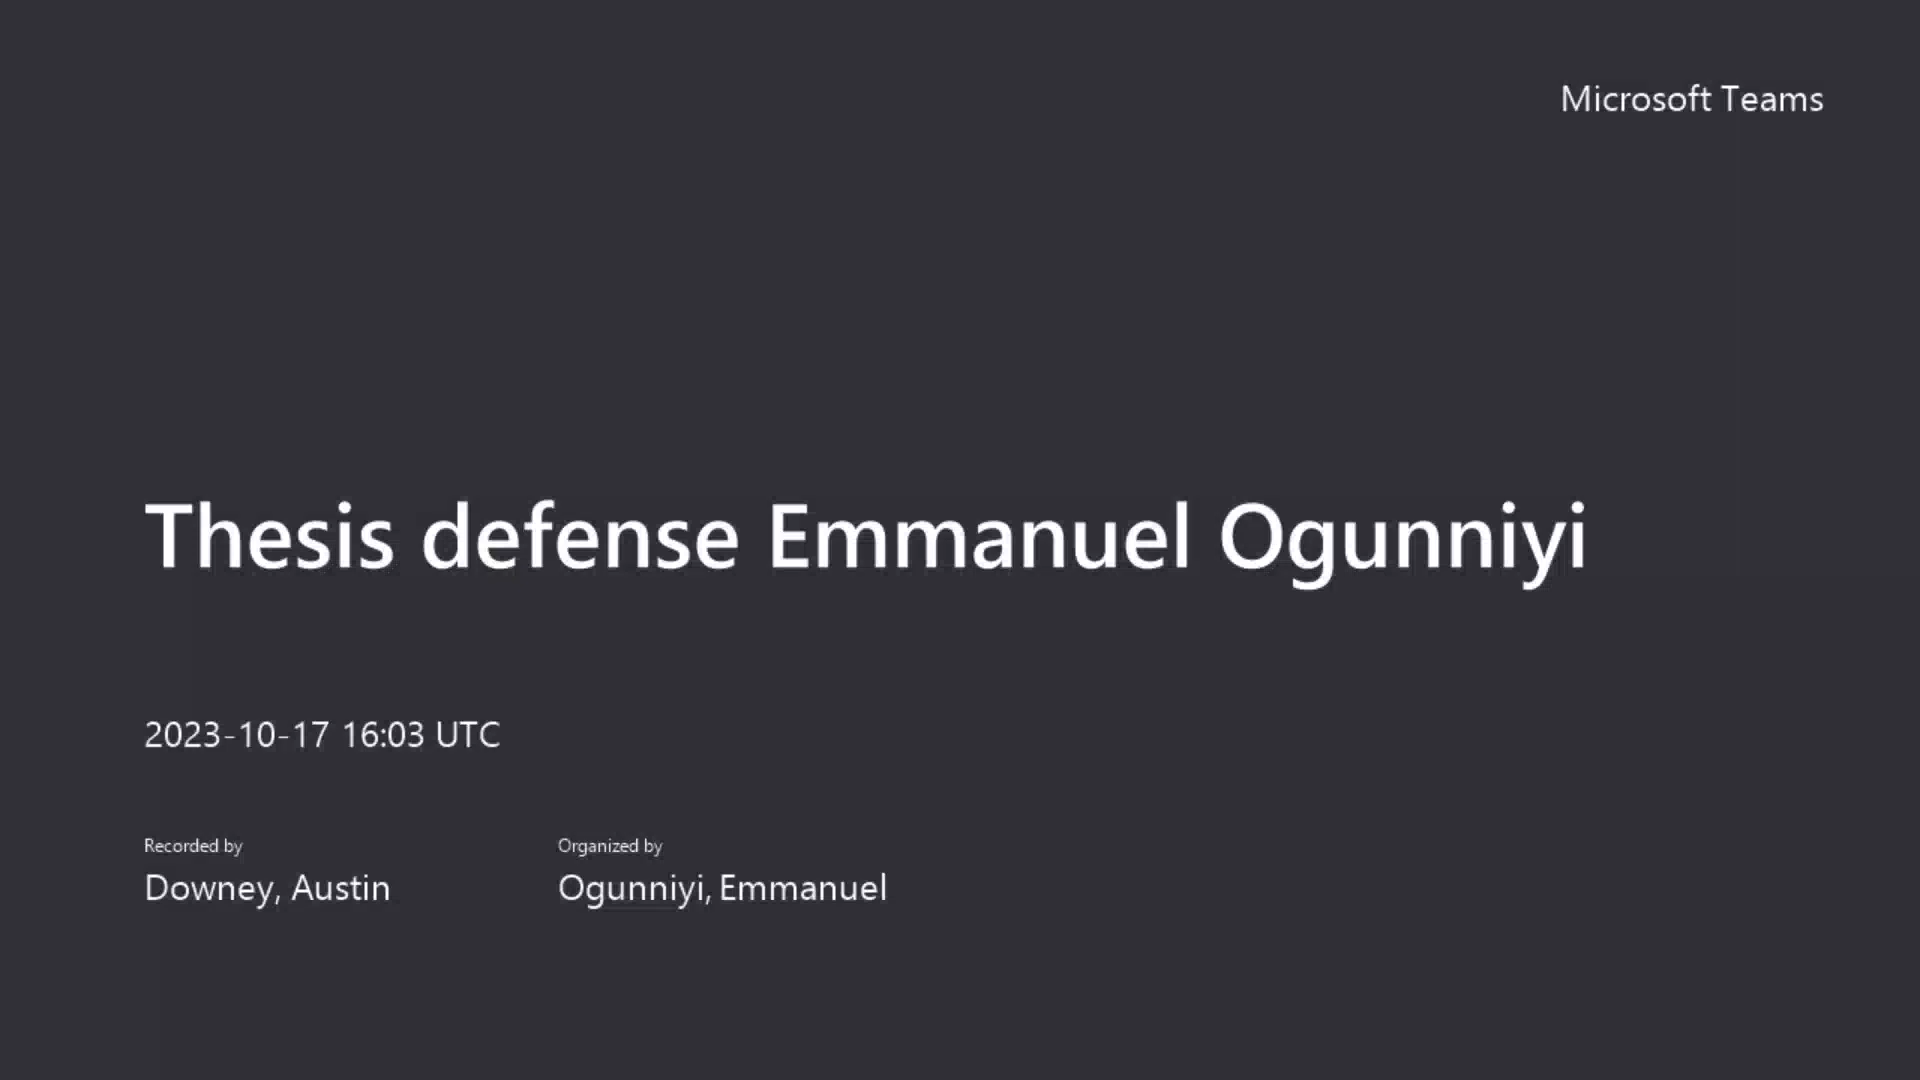 Microsoft Teams
Thesis defense Emmanuel Ogunniyi
2023-10-17 16:03 UTC
Recorded by
Downey, Austin
Organized by
Ogunniyi, Emmanuel